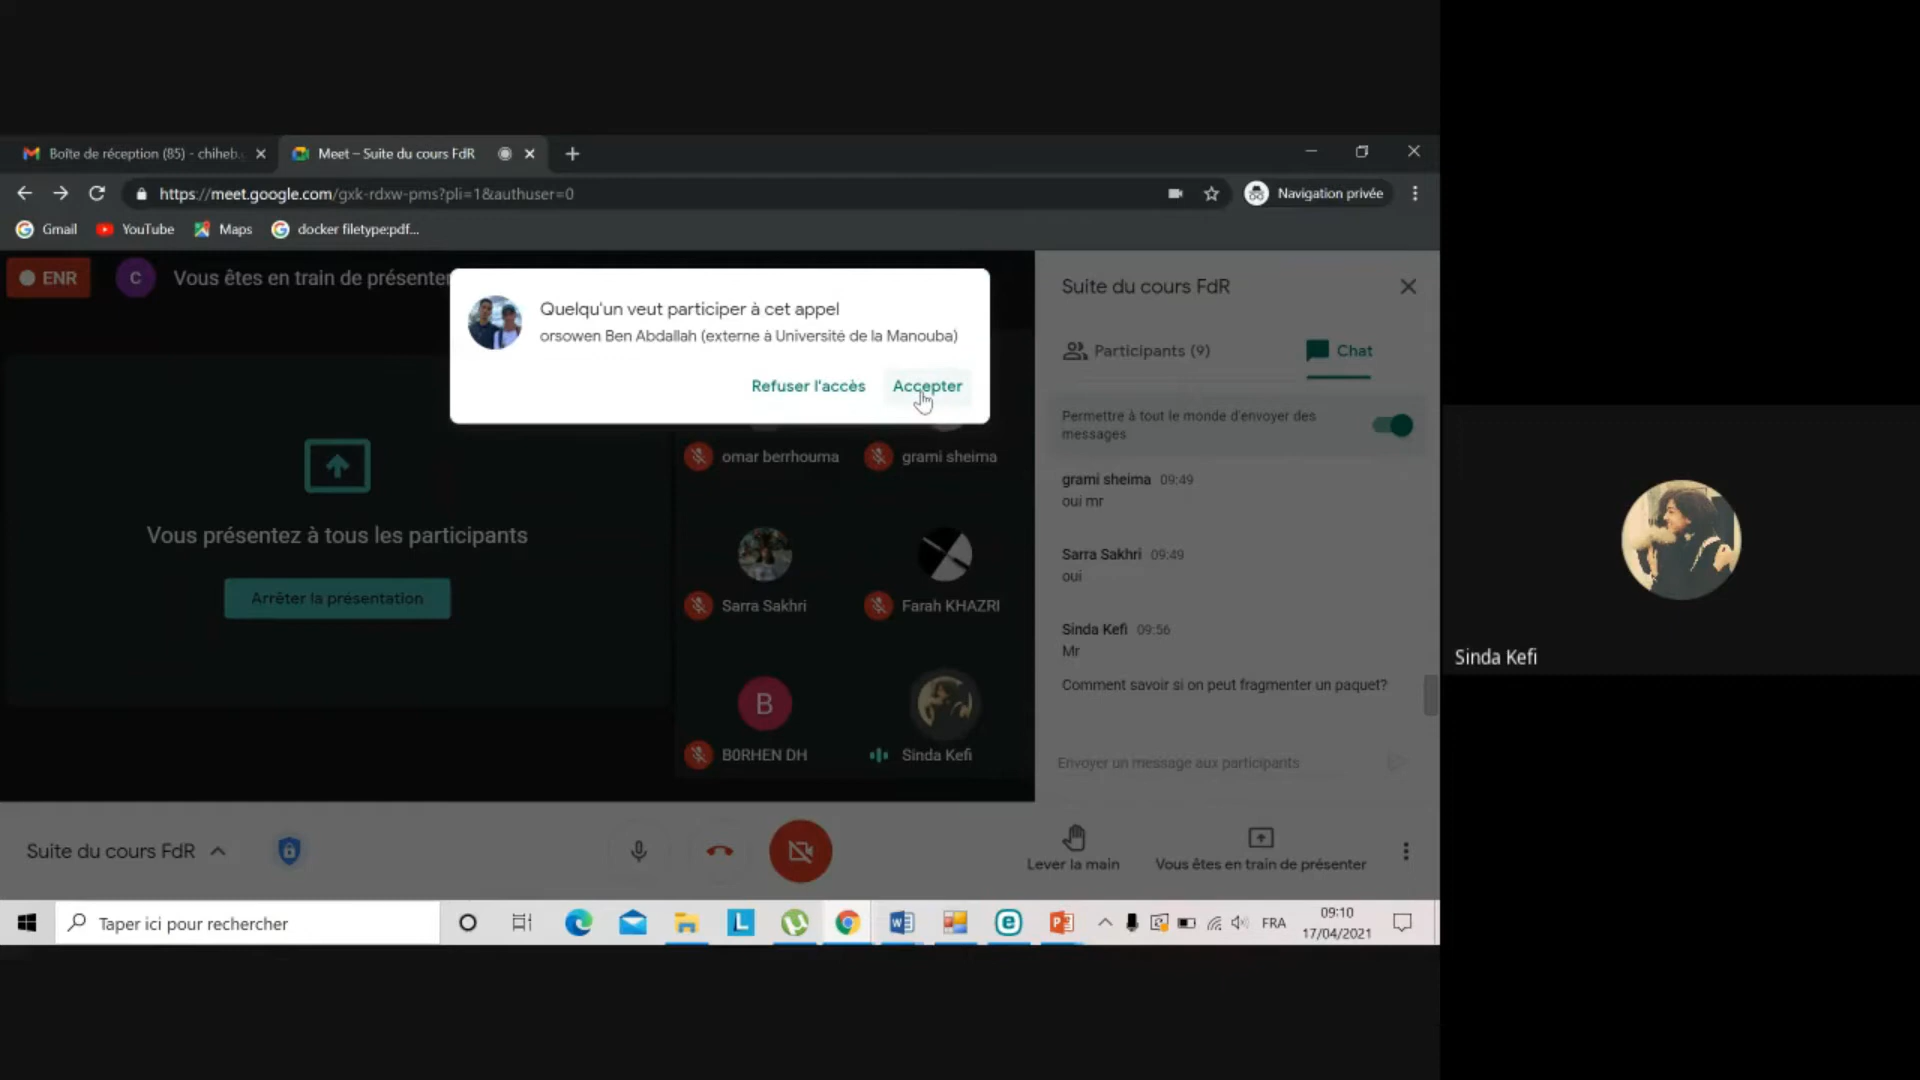 Boîte de réception (85) - chiheb.
Meet – Suite du cours FdR
https://meet.google.com/gxk-rdxw-pms?pli=1&authuser=0
Navigation privée
Gmail
YouTube
Maps
docker filetype:pdf...
ENR
C
Vous êtes en train de présenter
Quelqu'un veut participer à cet appel
orsowen Ben Abdallah (externe à Université de la Manouba)
Refuser l'accès
Accepter
Vous présentez à tous les participants
Arrêter la présentation
omar berrhouma
grami sheima
Sarra Sakhri
Farah KHAZRI
B
B0RHEN DH
Sinda Kefi
Suite du cours FdR
Participants (9)
Chat
Permettre à tout le monde d'envoyer des
messages
grami sheima 09:49
oui mr
Sarra Sakhri 09:49
oui
Sinda Kefi 09:56
Mr
Comment savoir si on peut fragmenter un paquet?
Envoyer un message aux participants
Suite du cours FdR
Lever la main
Vous êtes en train de présenter
Taper ici pour rechercher
L
FRA
09:10
17/04/2021
Sinda Kefi